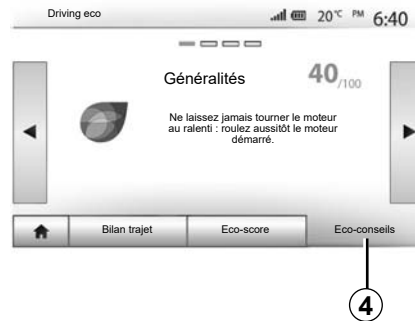 Driving eco 20°C PM 6:40
Généralités
40/100
Ne laissez jamais tourner le moteur
au ralenti : roulez aussitôt le moteur
démarré.
Bilan trajet Eco-score Eco-conseils
4